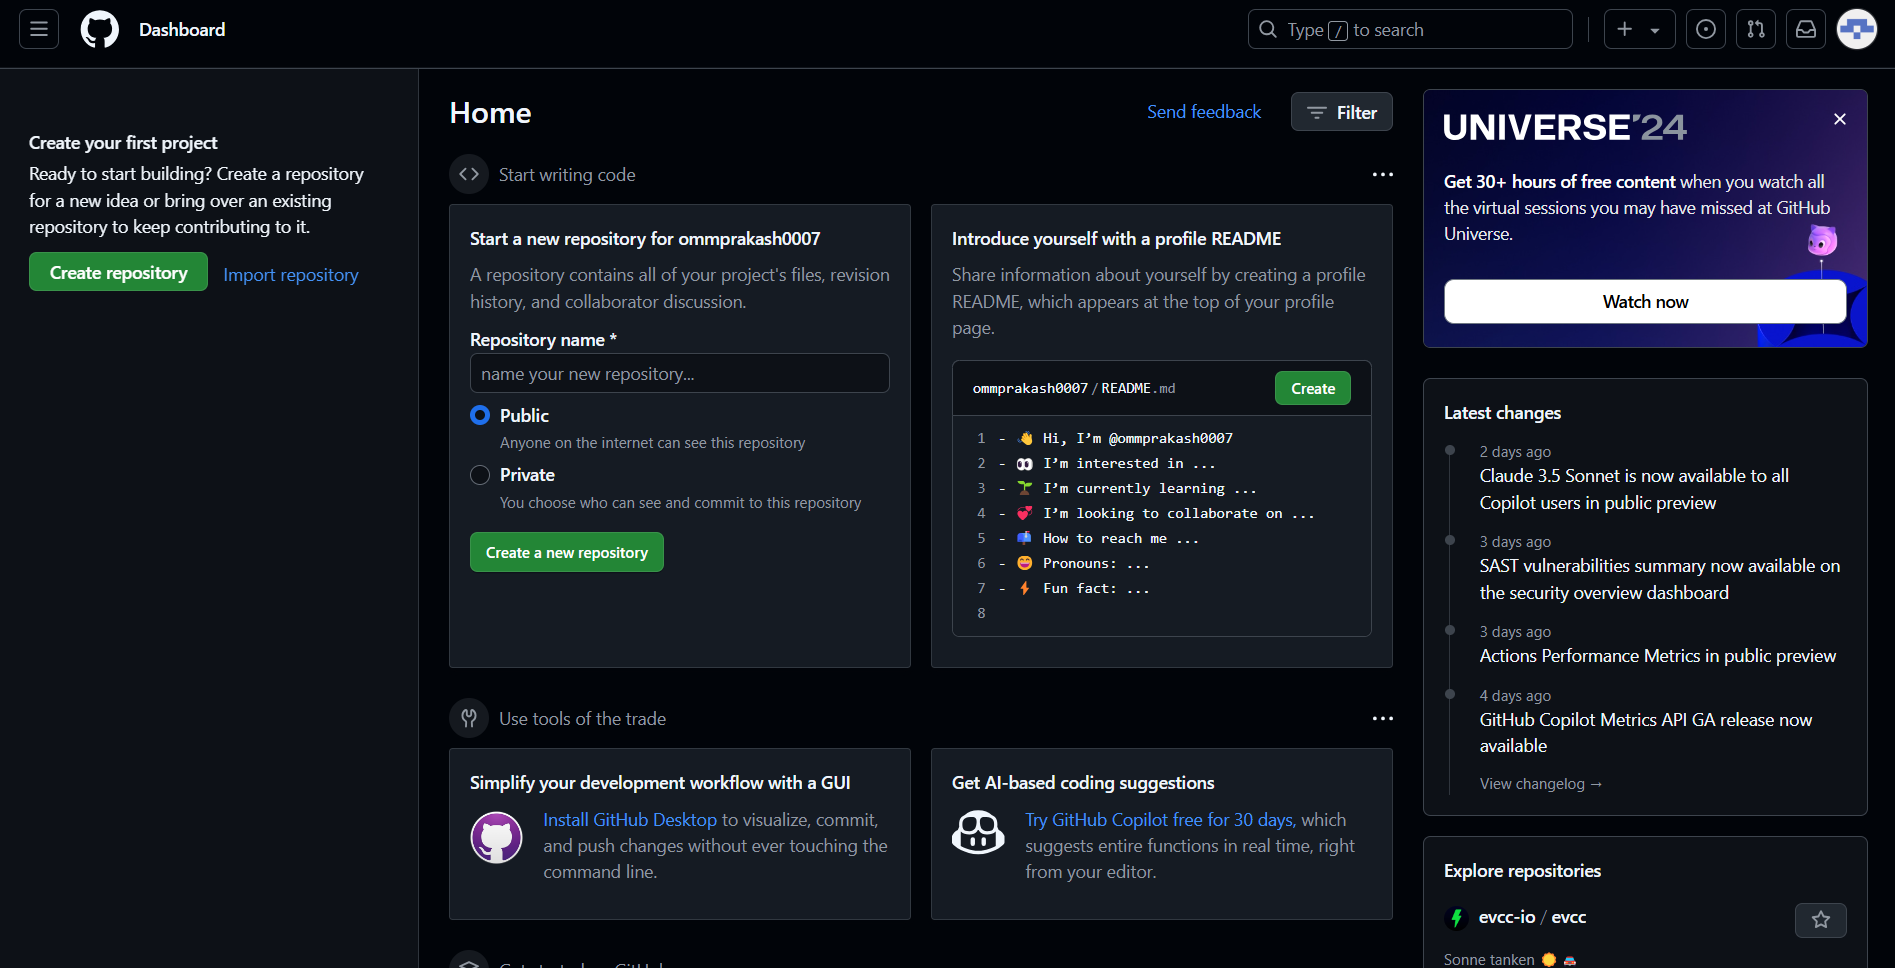 Dashboard
Type / to search
Create your first project
Ready to start building? Create a repository
for a new idea or bring over an existing
repository to keep contributing to it.
Create repository
Import repository
Home
Send feedback
Filter
Start writing code
Start a new repository for ommprakash0007
A repository contains all of your project's files, revision
history, and collaborator discussion.
Repository name *
name your new repository...
Public
Anyone on the internet can see this repository
Private
You choose who can see and commit to this repository
Create a new repository
Introduce yourself with a profile README
Share information about yourself by creating a profile
README, which appears at the top of your profile
page.
ommprakash0007 / README.md
Create
1 - 👋 Hi, I’m @ommprakash0007
2 - 👀 I’m interested in ...
3 - 🌱 I’m currently learning ...
4 - 💞️ I’m looking to collaborate on ...
5 - 📫 How to reach me ...
6 - 😄 Pronouns: ...
7 - ⚡ Fun fact: ...
8
Use tools of the trade
Simplify your development workflow with a GUI
Install GitHub Desktop to visualize, commit,
and push changes without ever touching the
command line.
Get AI-based coding suggestions
Try GitHub Copilot free for 30 days, which
suggests entire functions in real time, right
from your editor.
UNIVERSE'24
Get 30+ hours of free content when you watch all
the virtual sessions you may have missed at GitHub
Universe.
Watch now
Latest changes
2 days ago
Claude 3.5 Sonnet is now available to all
Copilot users in public preview
3 days ago
SAST vulnerabilities summary now available on
the security overview dashboard
3 days ago
Actions Performance Metrics in public preview
4 days ago
GitHub Copilot Metrics API GA release now
available
View changelog →
Explore repositories
evcc-io / evcc
Sonne tanken ☀️ 🚘